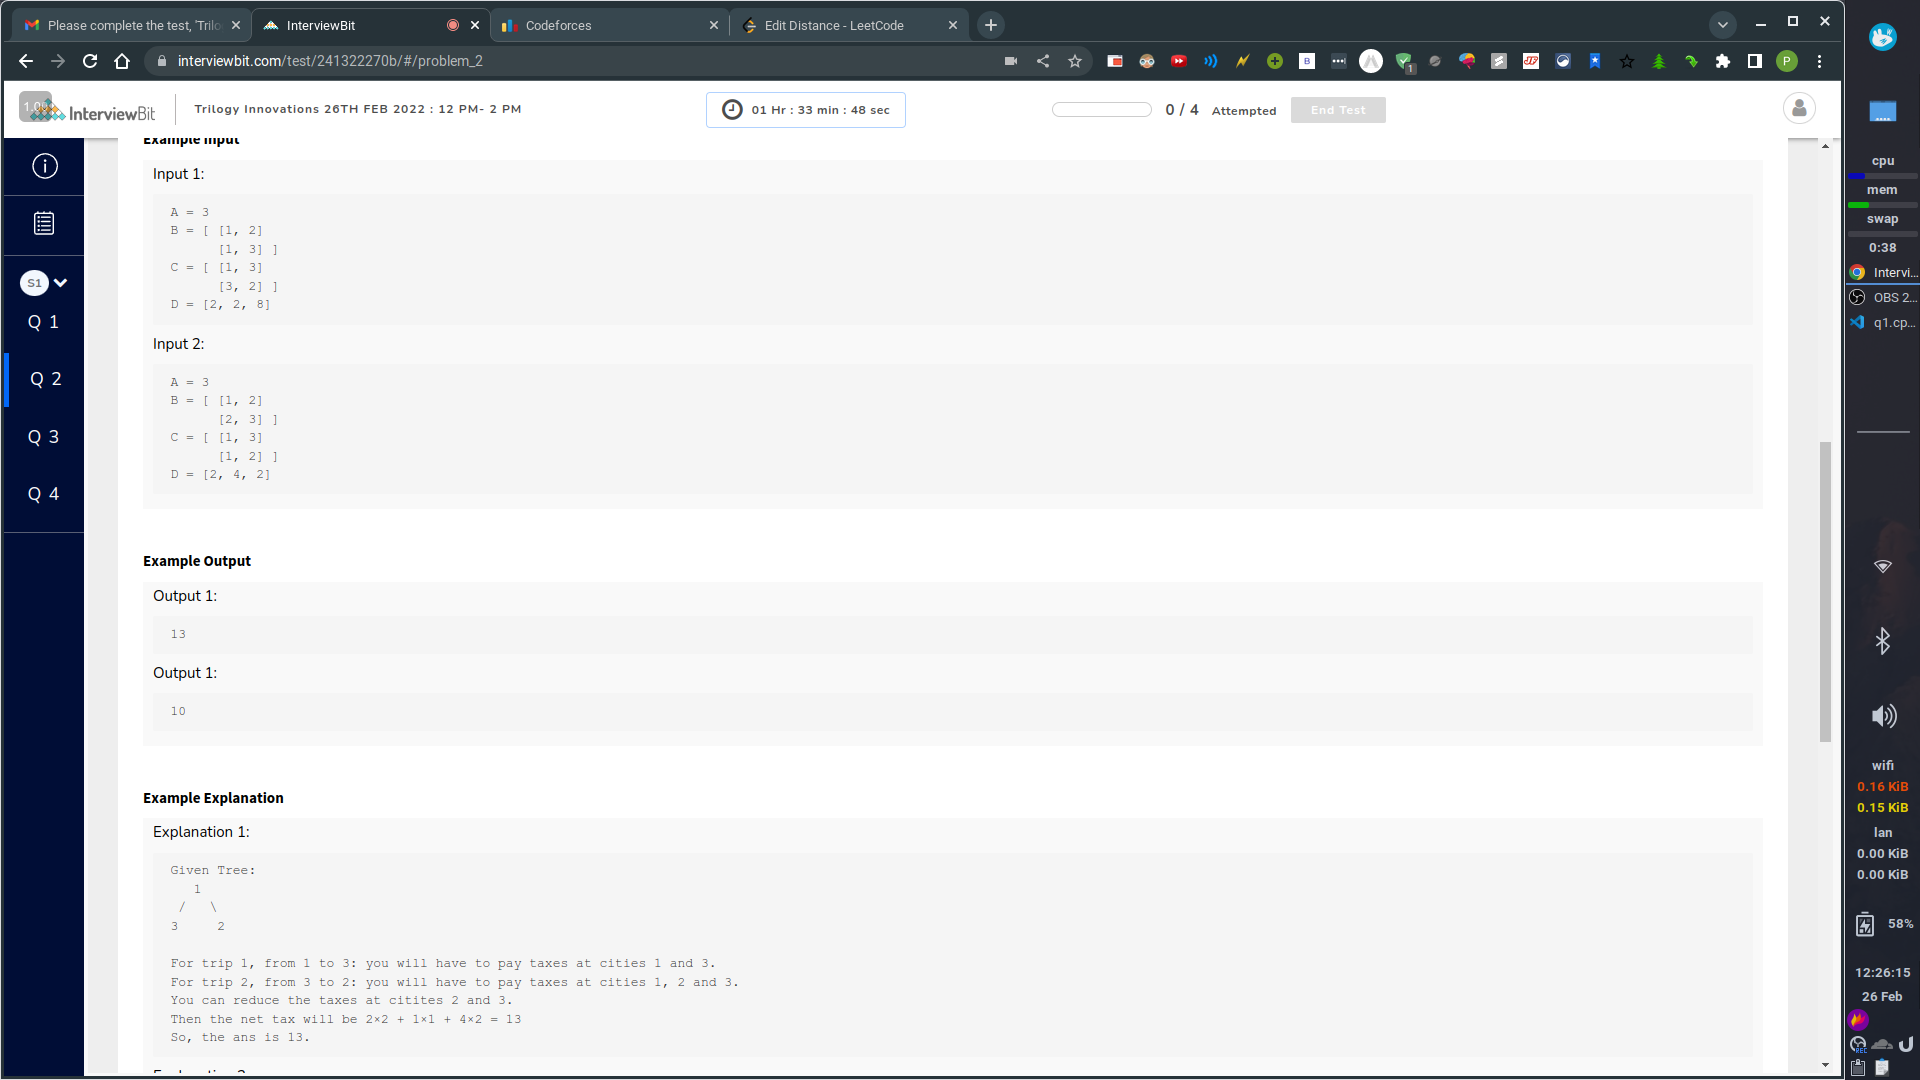 Please complete the test, 'Trilo
InterviewBit
Codeforces
Edit Distance - LeetCode
interviewbit.com/test/241322270b/#/problem_2
InterviewBit
Trilogy Innovations 26TH FEB 2022 : 12 PM- 2 PM
01 Hr : 33 min : 48 sec
0 / 4 Attempted
End Test
S1
Q 1
Q 2
Q 3
Q 4
Example Input
Input 1:
A = 3
B = [ [1, 2]
[1, 3] ]
C = [ [1, 3]
[3, 2] ]
D = [2, 2, 8]
Input 2:
A = 3
B = [ [1, 2]
[2, 3] ]
C = [ [1, 3]
[1, 2] ]
D = [2, 4, 2]
Example Output
Output 1:
13
Output 1:
10
Example Explanation
Explanation 1:
Given Tree:
1
/ \
3 2
For trip 1, from 1 to 3: you will have to pay taxes at cities 1 and 3.
For trip 2, from 3 to 2: you will have to pay taxes at cities 1, 2 and 3.
You can reduce the taxes at citites 2 and 3.
Then the net tax will be 2*2 + 1*1 + 4*2 = 13
So, the ans is 13.
cpu
mem
swap
0:38
Intervi...
OBS 2...
q1.cp...
wifi
0.16 KiB
0.15 KiB
lan
0.00 KiB
0.00 KiB
58%
12:26:15
26 Feb